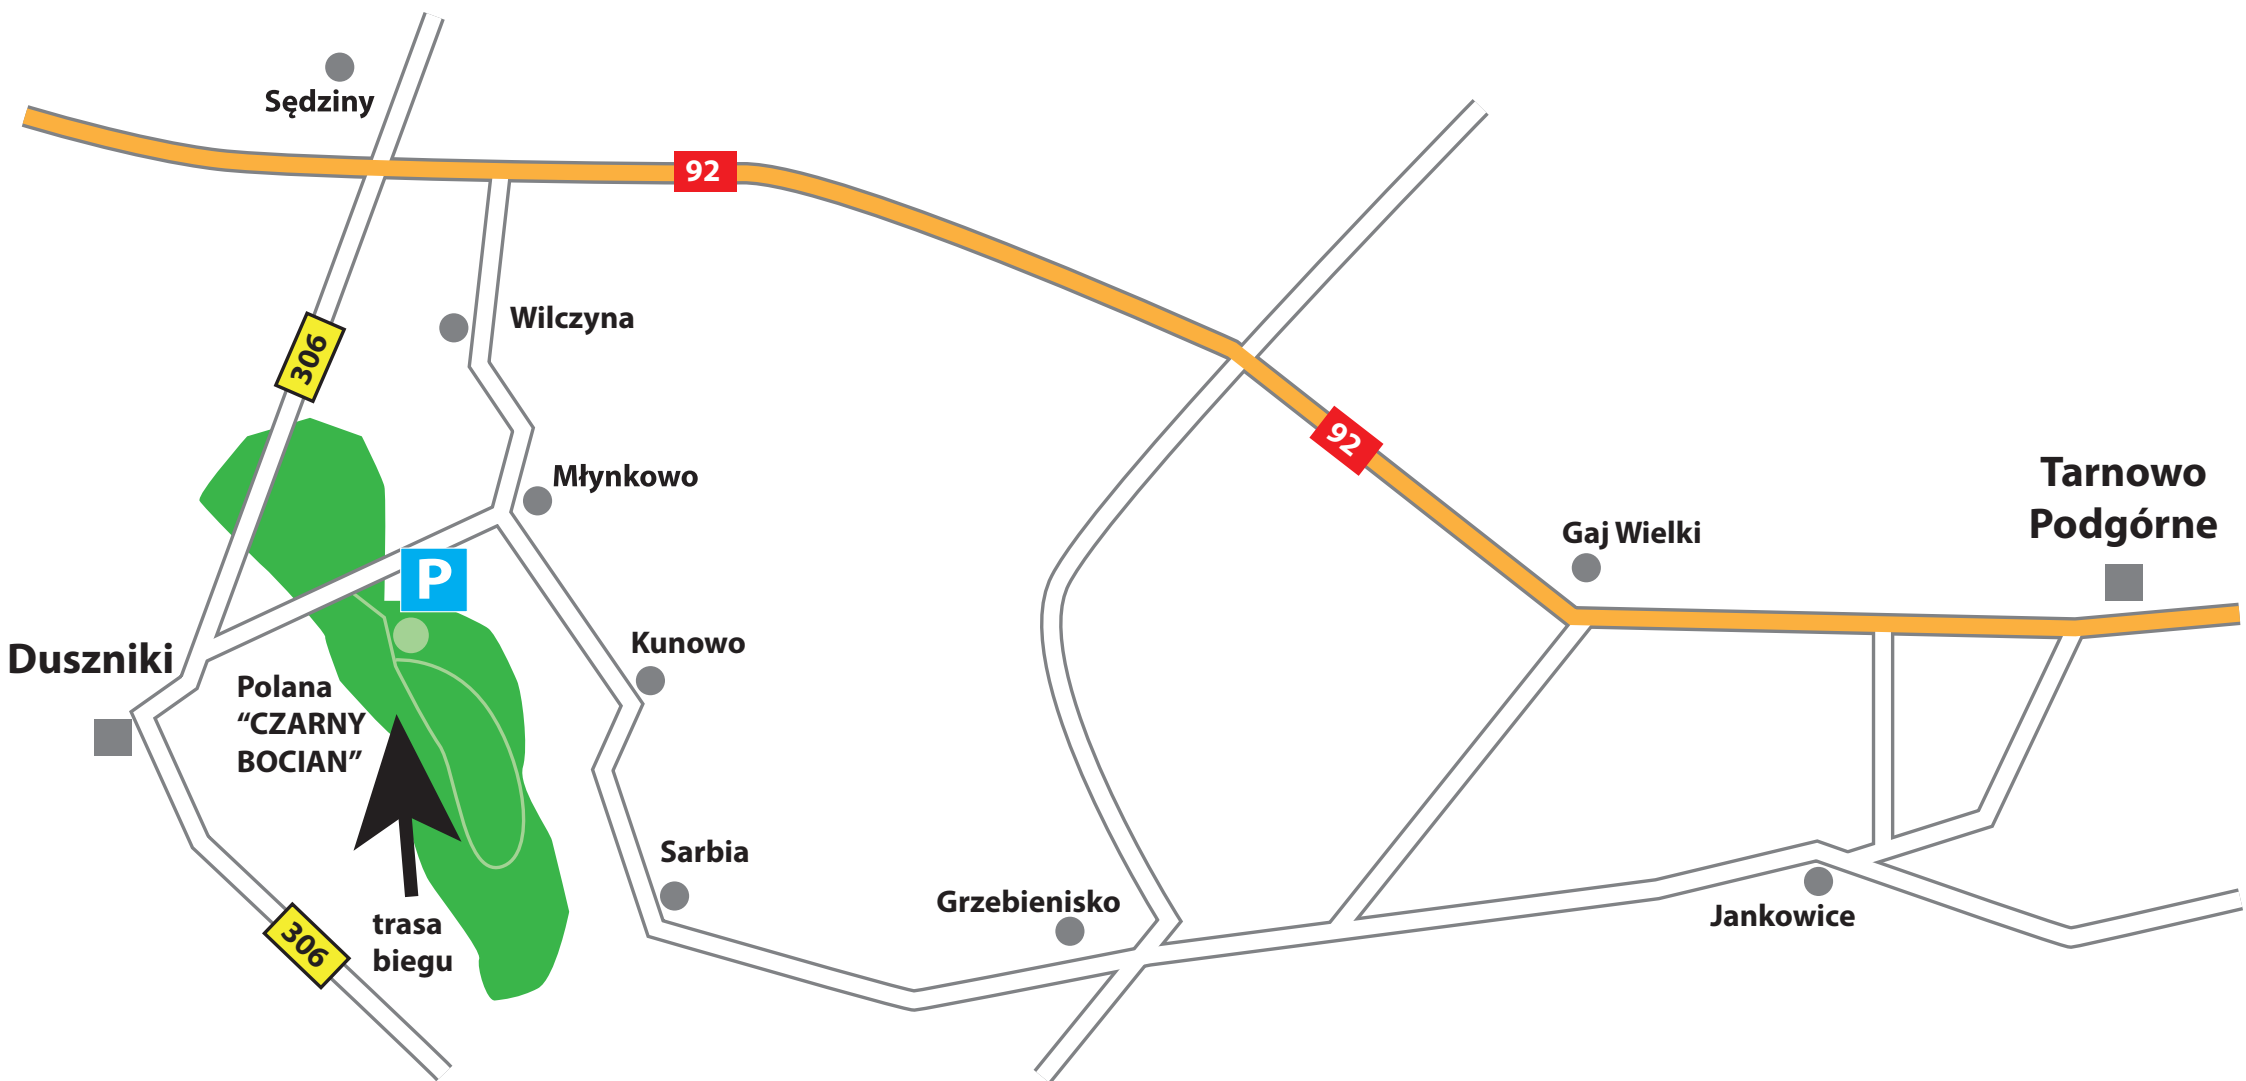 Sędziny
92
306
Wilczyna
92
Młynkowo
Tarnowo
Podgórne
Gaj Wielki
P
Kunowo
Duszniki
Polana
“CZARNY
BOCIAN”
Sarbia
Grzebienisko
Jankowice
trasa
biegu
306